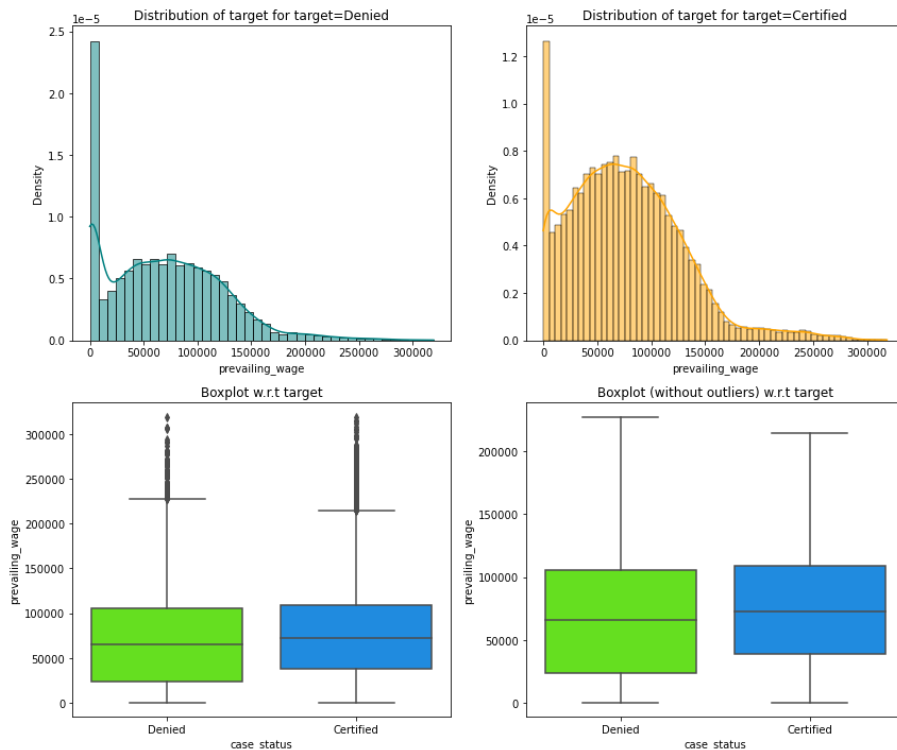 Distribution of target for target=Denied
1e−5
2.5
2.0
1.5
1.0
0.5
0.0
Density
0 50000 100000 150000 200000 250000 300000
prevailing_wage
Distribution of target for target=Certified
1e−5
1.2
1.0
0.8
0.6
0.4
0.2
0.0
Density
0 50000 100000 150000 200000 250000 300000
prevailing_wage
Boxplot w.r.t target
300000
250000
200000
150000
100000
50000
0
prevailing_wage
Denied Certified
case_status
Boxplot (without outliers) w.r.t target
200000
150000
100000
50000
0
prevailing_wage
Denied Certified
case_status